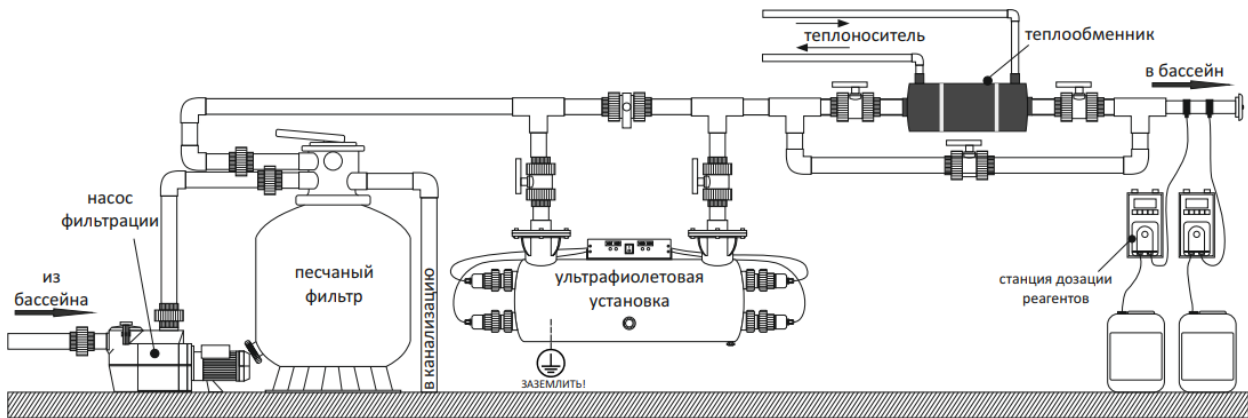 теплоноситель
теплообменник
в бассейн
насос
фильтрации
из
бассейна
песчаный
фильтр
в канализацию
ультрафиолетовая
установка
ЗАЗЕМЛИТЬ!
станция дозации
реагентов